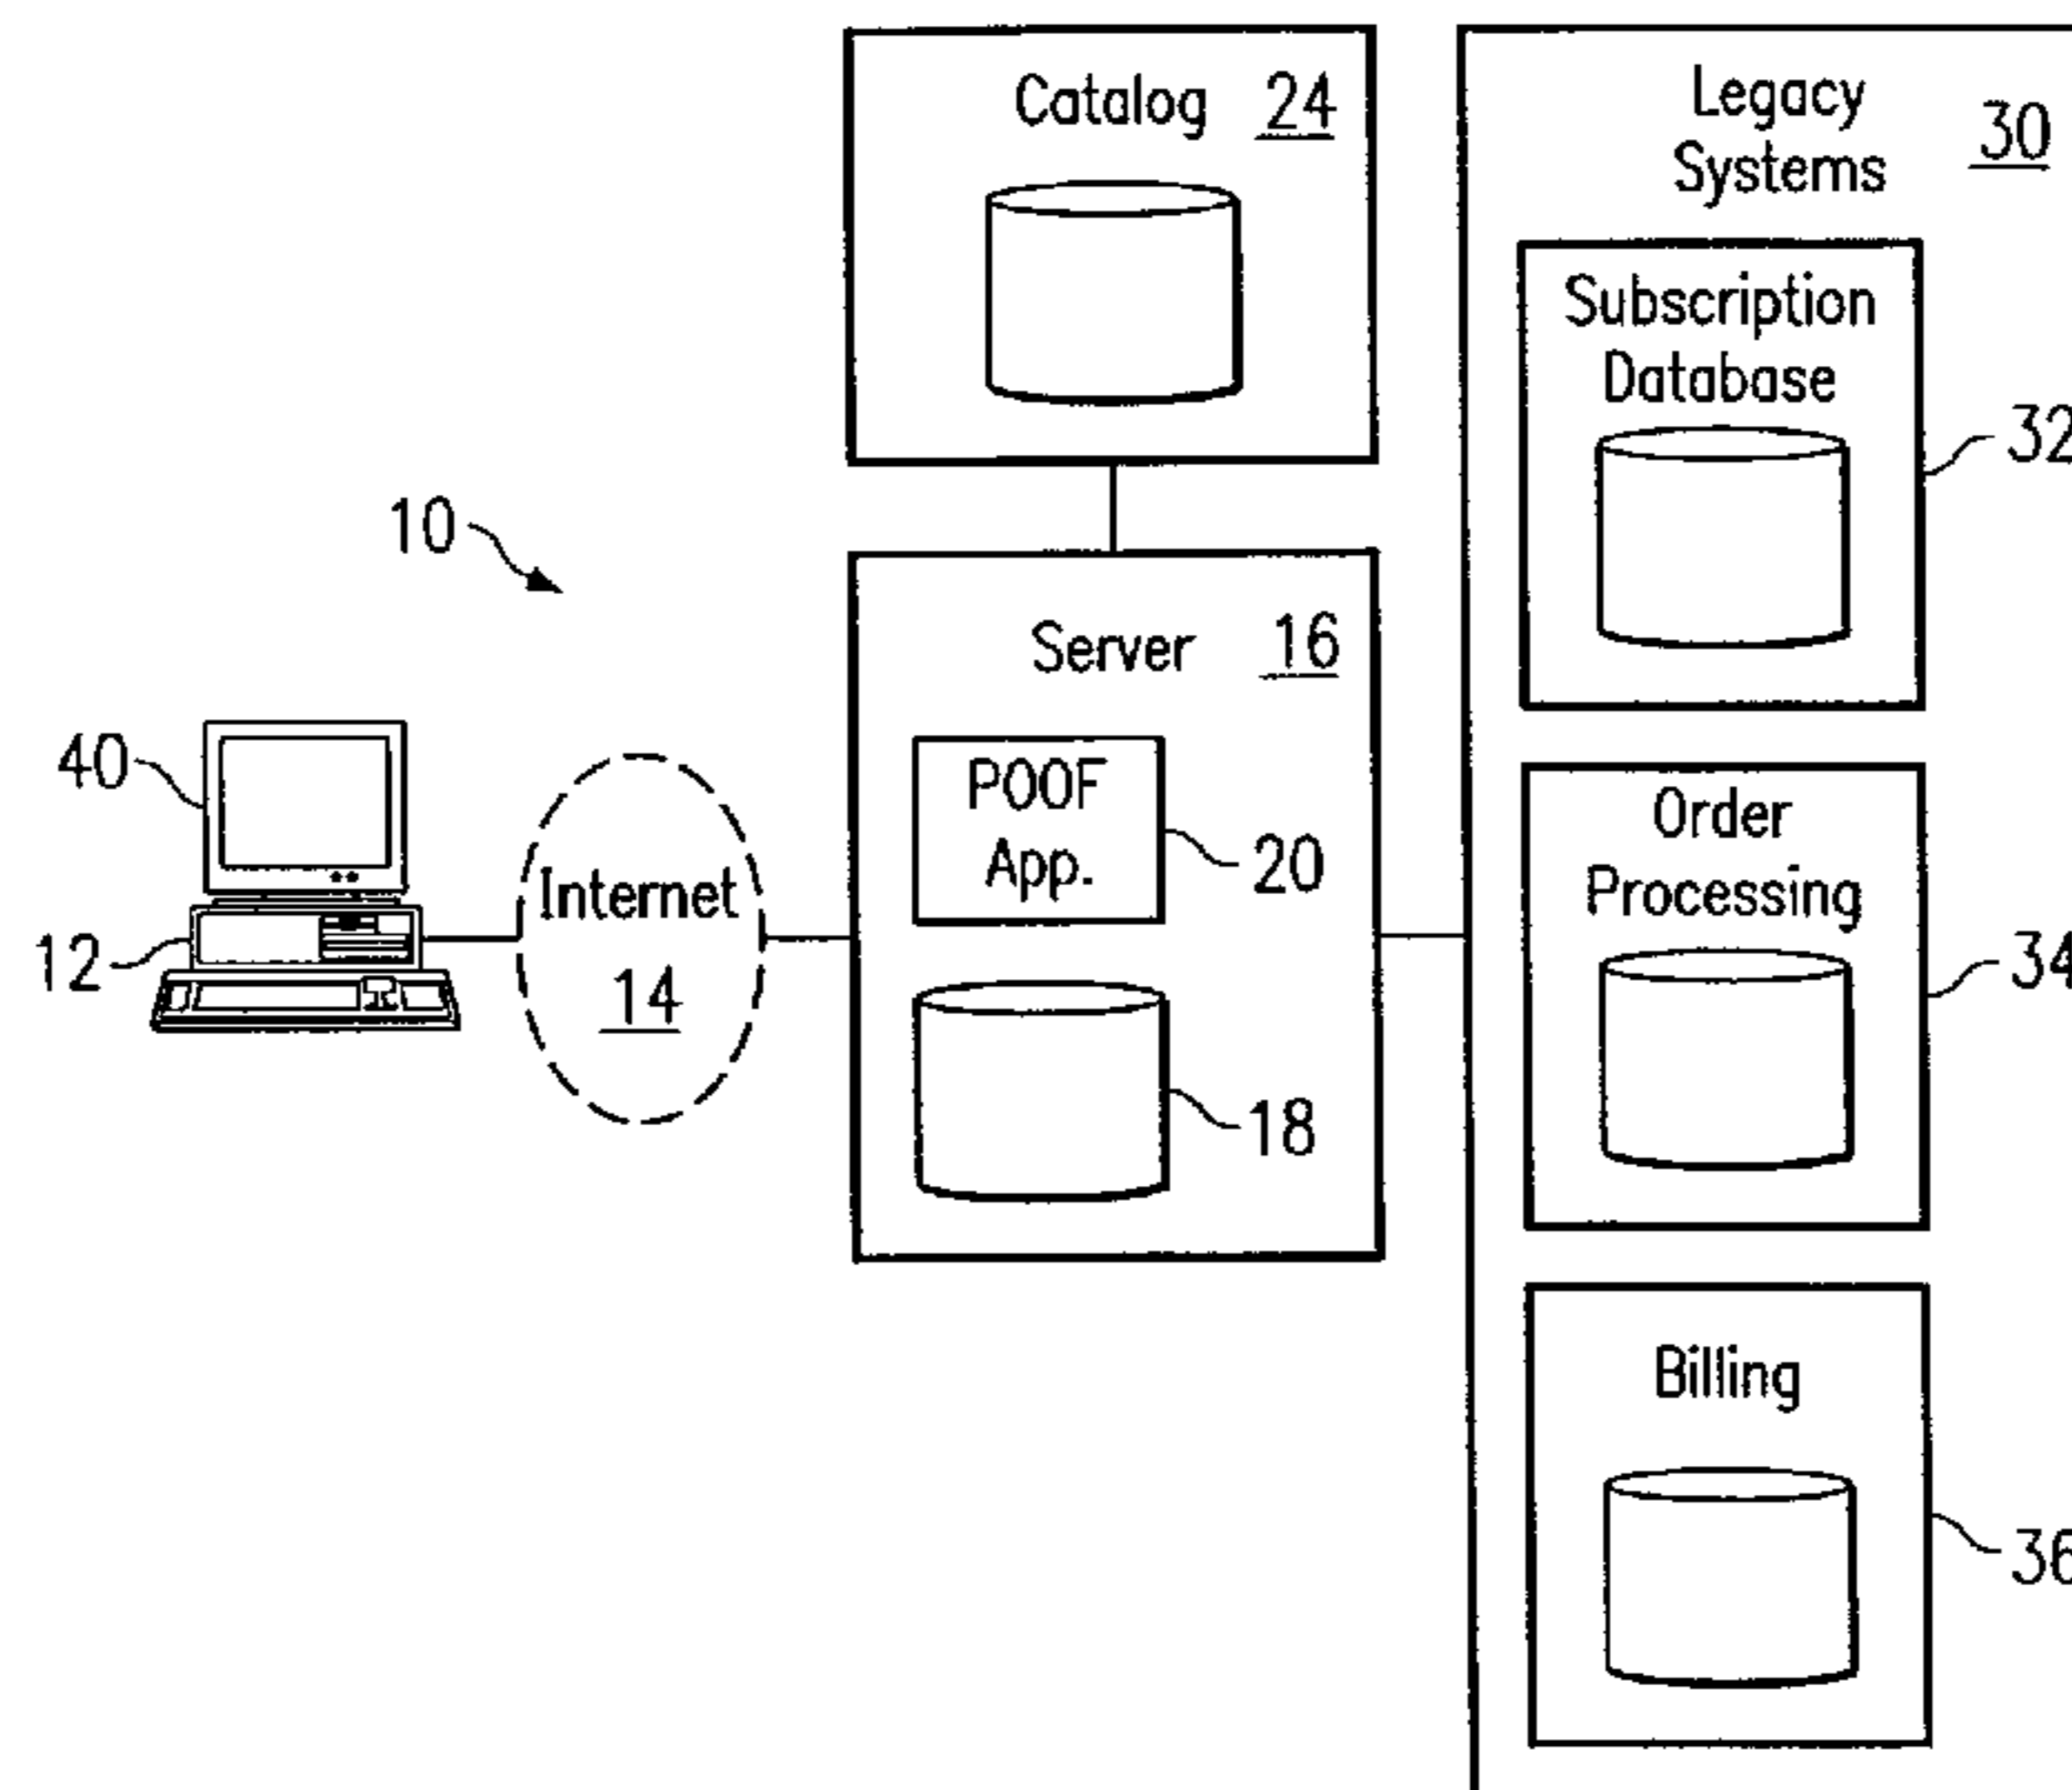 Catalog 24
Legacy
Systems 30
Subscription
Database
32
10
Server 16
40
POOF
App.
20
Order
Processing
Internet
14
12
34
18
Billing
36